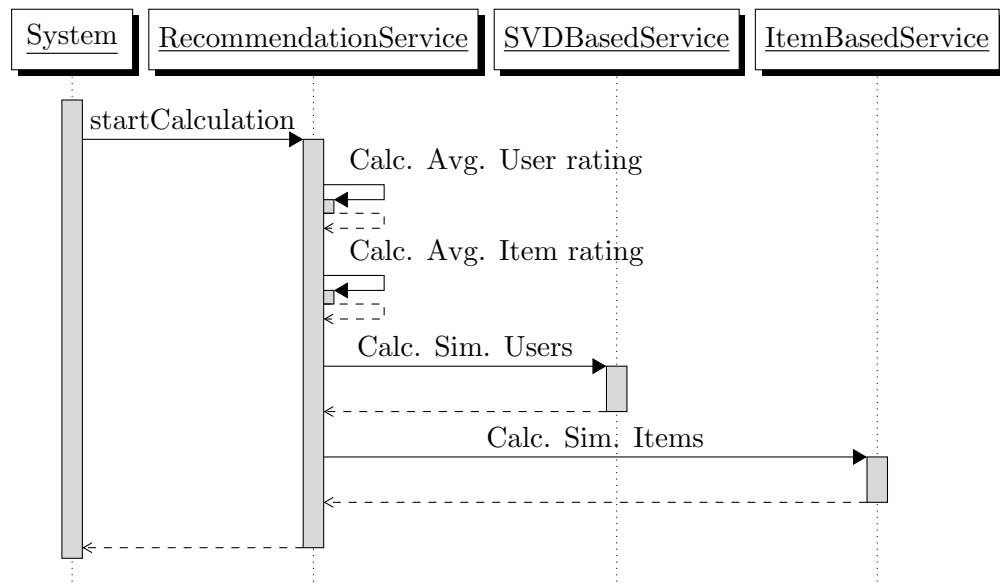 System
RecommendationService
SVDBasedService
ItemBasedService
startCalculation
Calc. Avg. User rating
Calc. Avg. Item rating
Calc. Sim. Users
Calc. Sim. Items